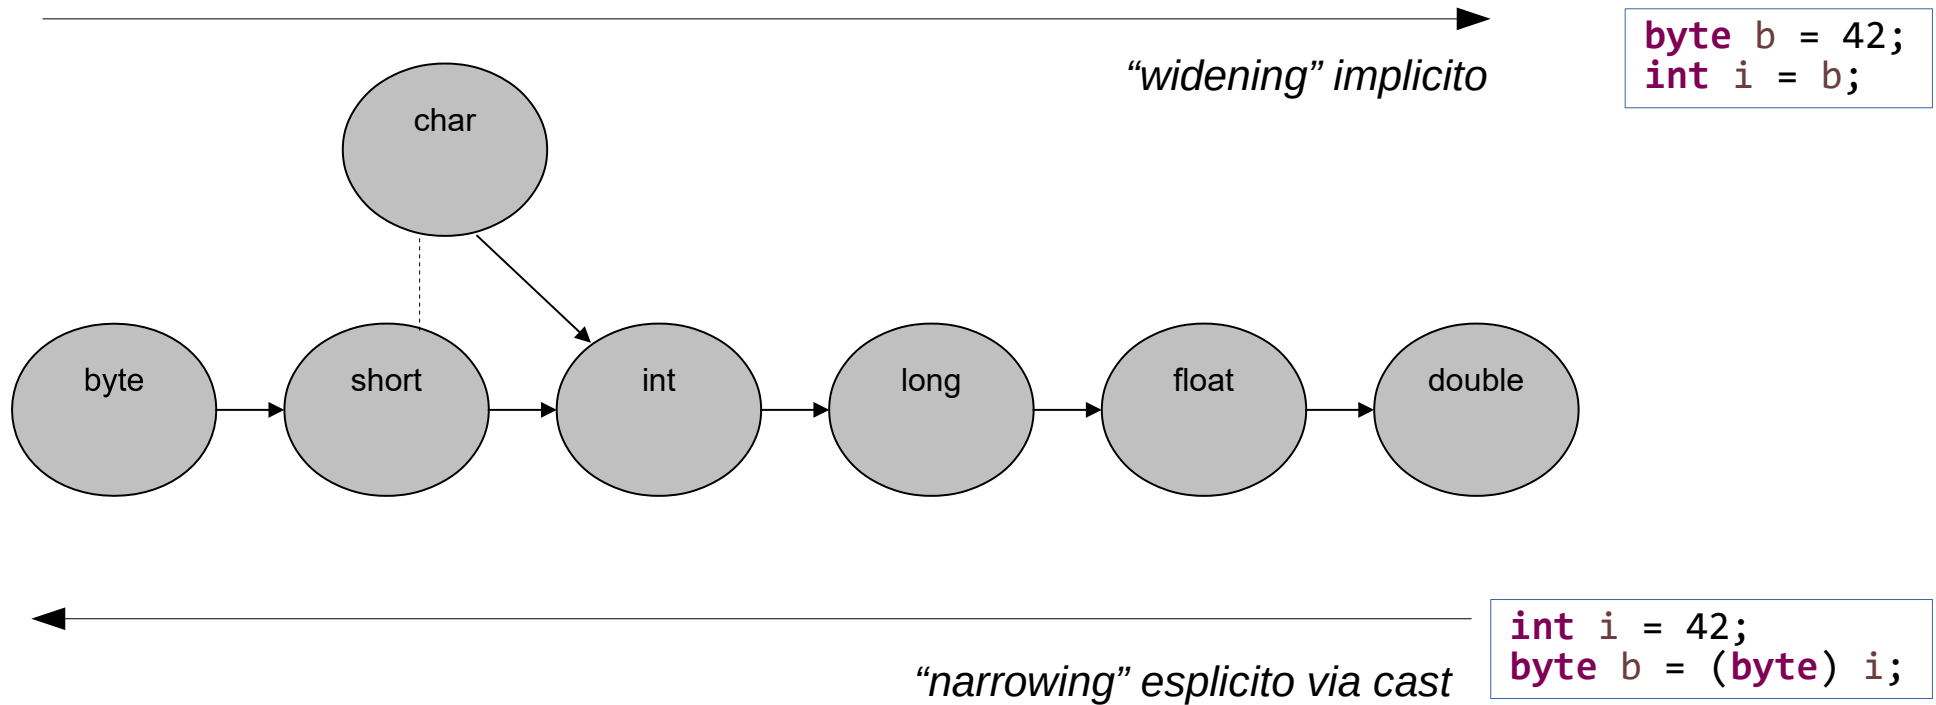 byte b = 42;
int i = b;
“widening” implicito
char
byte
short
int
long
float
double
int i = 42;
byte b = (byte) i;
“narrowing” esplicito via cast